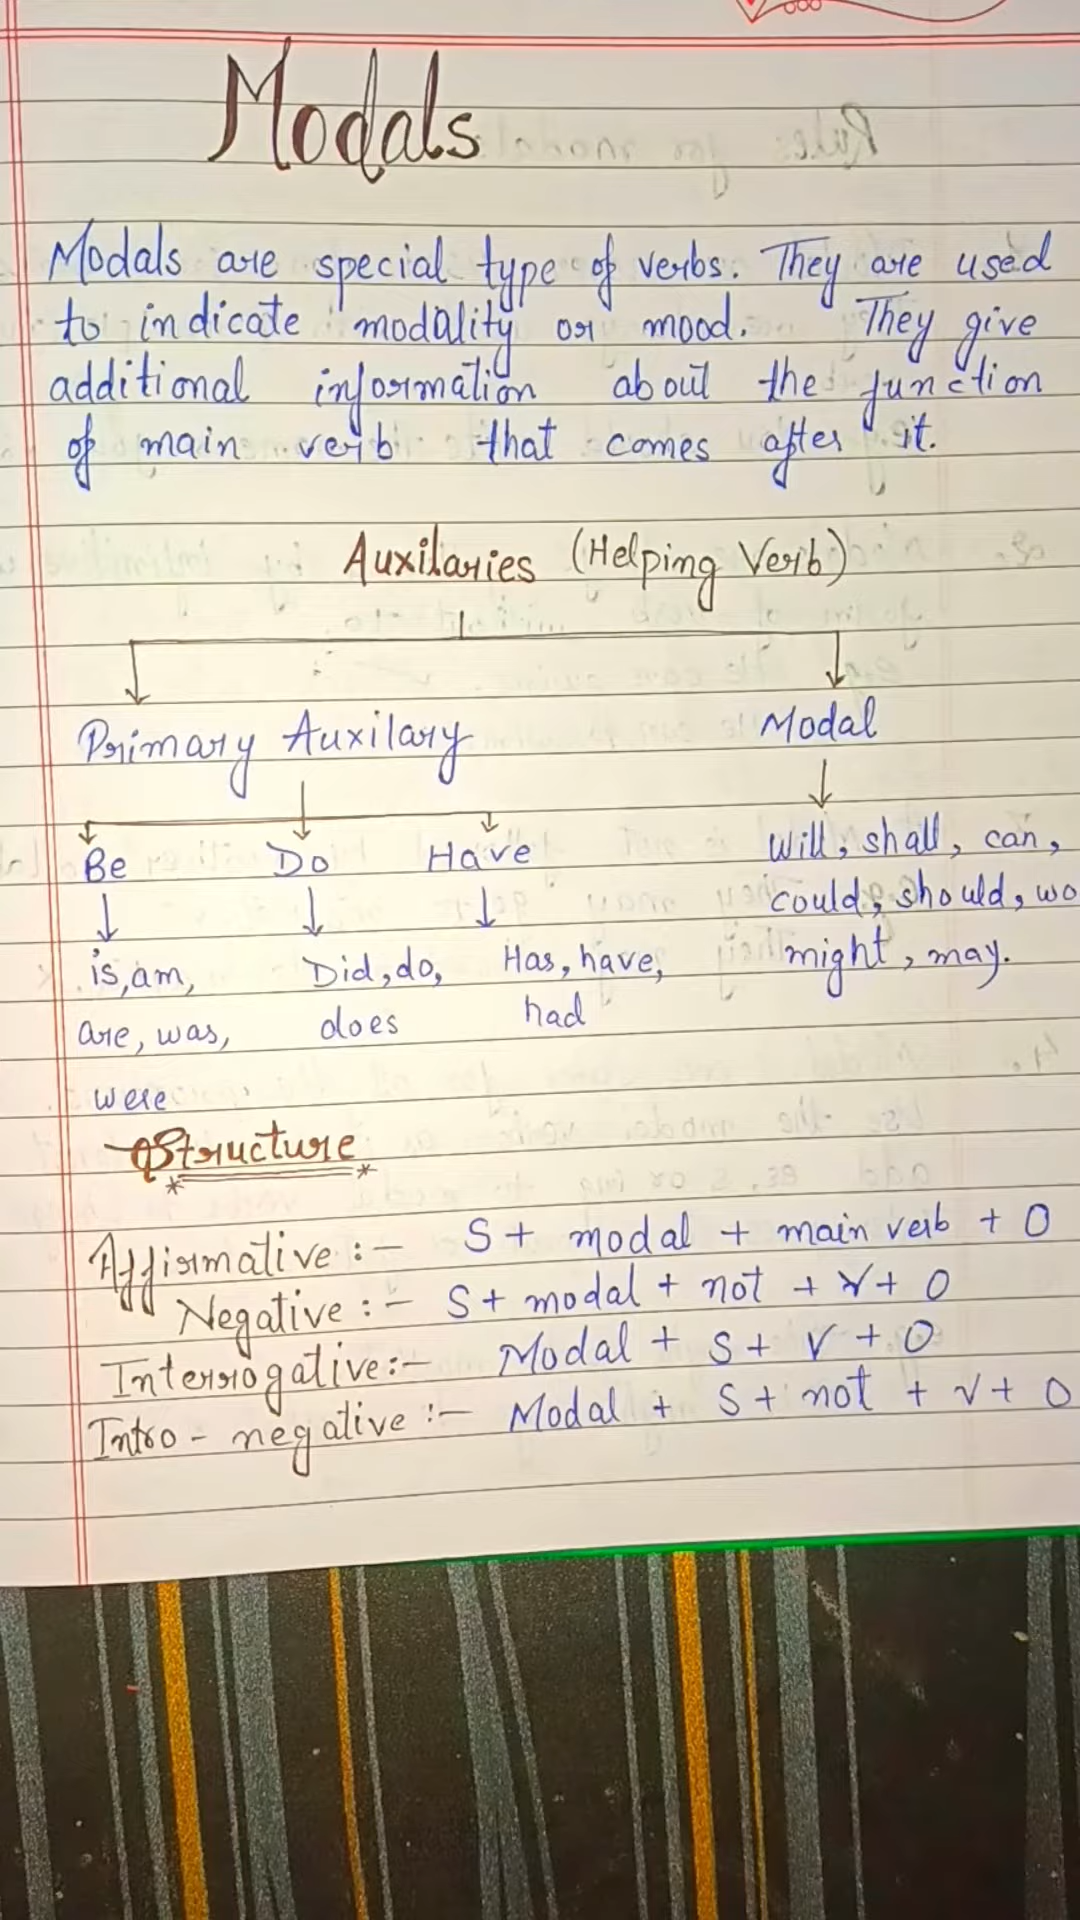 Modals
Modals are special type of verbs. They are used
to indicate modality or mood. They give
additional information about the function
of main verb that comes after it.
Auxilaries (Helping Verb)
Primary Auxilary Modal
Be Do Have Will, shall, can,
could, should, wo
is, am, Did, do, Has, have, might, may.
are, was, does had
were
Structure
Affirmative :- S + modal + main verb + O
Negative :- S + modal + not + V + O
Interrogative :- Modal + S + V + O
Intro - negative :- Modal + S + not + V + O